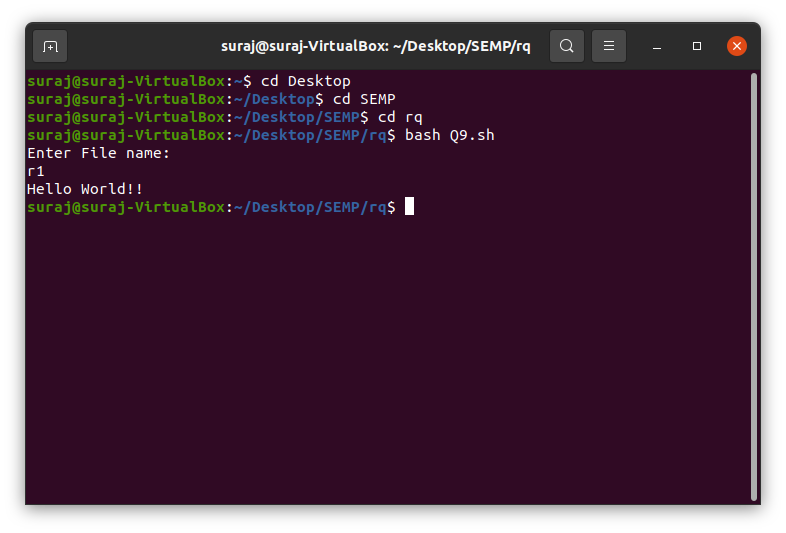 suraj@suraj-VirtualBox: ~/Desktop/SEMP/rq
suraj@suraj-VirtualBox:~$ cd Desktop
suraj@suraj-VirtualBox:~/Desktop$ cd SEMP
suraj@suraj-VirtualBox:~/Desktop/SEMP$ cd rq
suraj@suraj-VirtualBox:~/Desktop/SEMP/rq$ bash Q9.sh
Enter File name:
r1
Hello World!!
suraj@suraj-VirtualBox:~/Desktop/SEMP/rq$